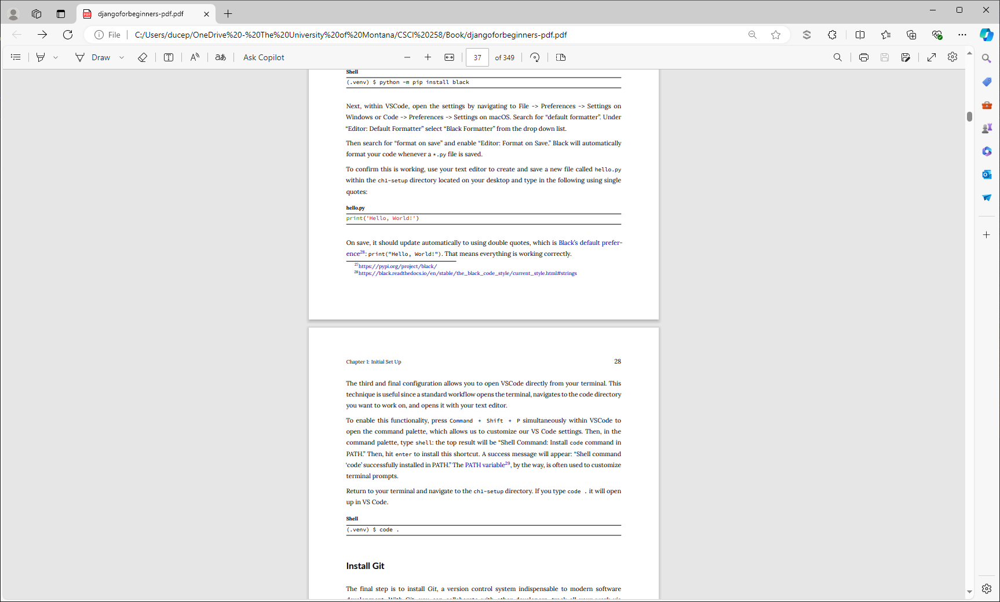 djangoforbeginners-pdf.pdf
File
C:/Users/ducep/OneDrive%20-%20The%20University%20of%20Montana/CSCI%20258/Book/djangoforbeginners-pdf.pdf
Draw
aあ
Ask Copilot
37 of 349
Shell
(.venv) $ python -m pip install black
Next, within VSCode, open the settings by navigating to File -> Preferences -> Settings on
Windows or Code -> Preferences -> Settings on macOS. Search for “default formatter”. Under
“Editor: Default Formatter” select “Black Formatter” from the drop down list.
Then search for “format on save” and enable “Editor: Format on Save.” Black will automatically
format your code whenever a *.py file is saved.
To confirm this is working, use your text editor to create and save a new file called hello.py
within the ch1-setup directory located on your desktop and type in the following using single
quotes:
hello.py
print('Hello, World!')
On save, it should update automatically to using double quotes, which is Black’s default prefer-
ence28: print("Hello, World!"). That means everything is working correctly.
27https://pypi.org/project/black/
28https://black.readthedocs.io/en/stable/the_black_code_style/current_style.html#strings
Chapter 1: Initial Set Up 28
The third and final configuration allows you to open VSCode directly from your terminal. This
technique is useful since a standard workflow opens the terminal, navigates to the code directory
you want to work on, and opens it with your text editor.
To enable this functionality, press Command + Shift + P simultaneously within VSCode to
open the command palette, which allows us to customize our VS Code settings. Then, in the
command palette, type shell: the top result will be “Shell Command: Install code command in
PATH.” Then, hit enter to install this shortcut. A success message will appear: “Shell command
‘code’ successfully installed in PATH.” The PATH variable29, by the way, is often used to customize
terminal prompts.
Return to your terminal and navigate to the ch1-setup directory. If you type code . it will open
up in VS Code.
Shell
(.venv) $ code .
Install Git
The final step is to install Git, a version control system indispensable to modern software